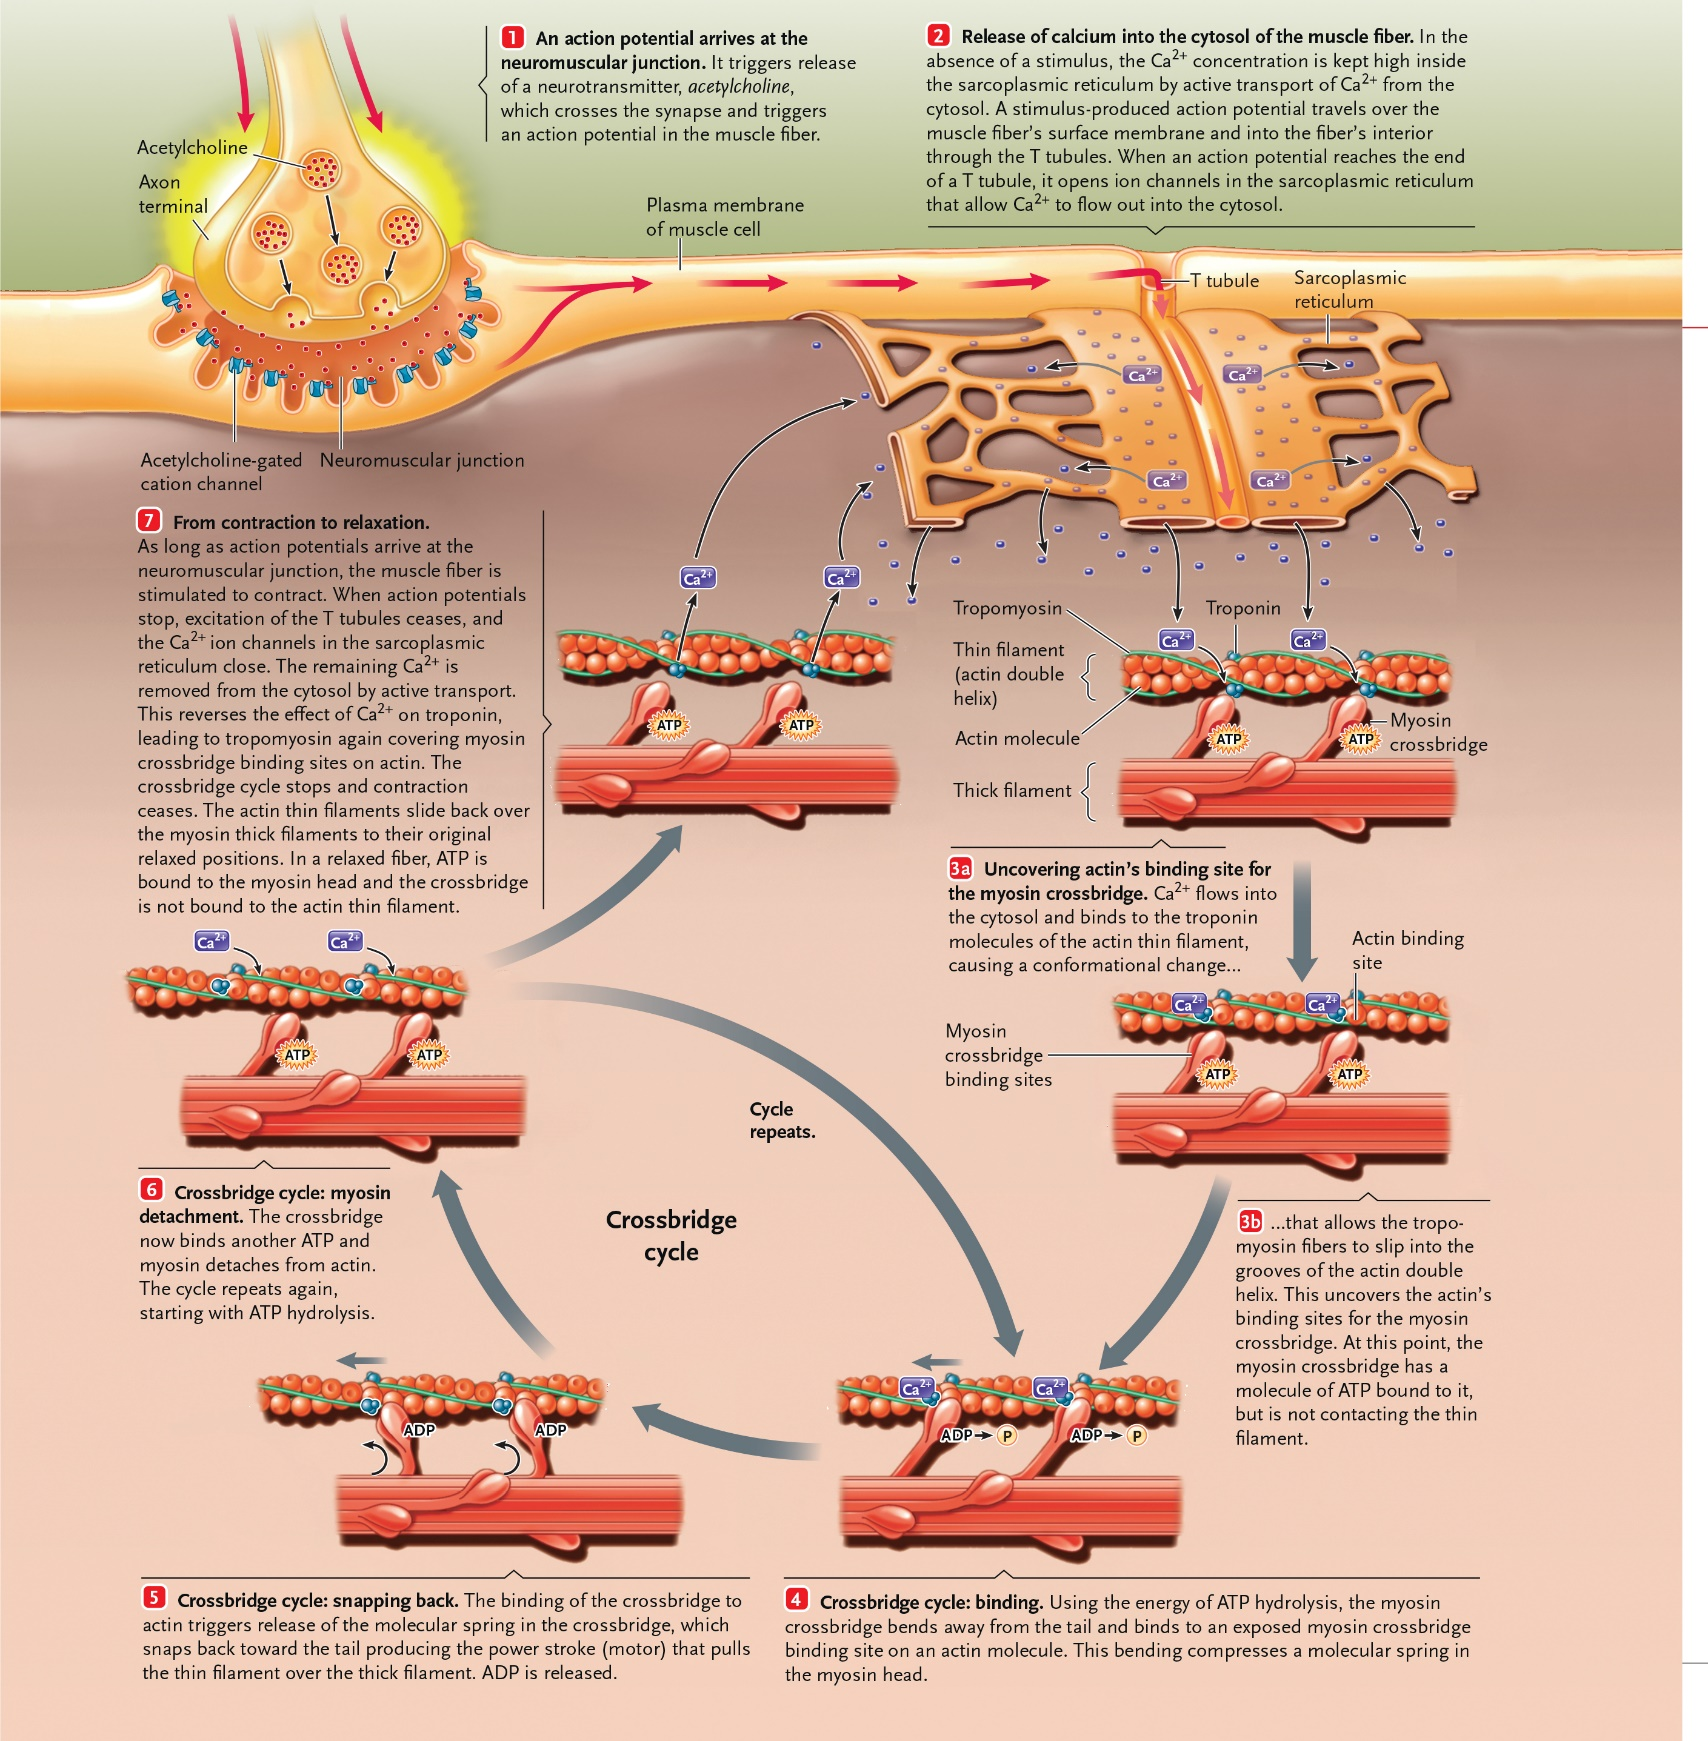 1 An action potential arrives at the
neuromuscular junction. It triggers release
of a neurotransmitter, acetylcholine,
which crosses the synapse and triggers
an action potential in the muscle fiber.
2 Release of calcium into the cytosol of the muscle fiber. In the
absence of a stimulus, the Ca2+ concentration is kept high inside
the sarcoplasmic reticulum by active transport of Ca2+ from the
cytosol. A stimulus-produced action potential travels over the
muscle fiber's surface membrane and into the fiber's interior
through the T tubules. When an action potential reaches the end
of a T tubule, it opens ion channels in the sarcoplasmic reticulum
that allow Ca2+ to flow out into the cytosol.
Acetylcholine
Axon
terminal
Plasma membrane
of muscle cell
T tubule
Sarcoplasmic
reticulum
Ca2+
Ca2+
Ca2+
Ca2+
Acetylcholine-gated
cation channel
Neuromuscular junction
7 From contraction to relaxation.
As long as action potentials arrive at the
neuromuscular junction, the muscle fiber is
stimulated to contract. When action potentials
stop, excitation of the T tubules ceases, and
the Ca2+ ion channels in the sarcoplasmic
reticulum close. The remaining Ca2+ is
removed from the cytosol by active transport.
This reverses the effect of Ca2+ on troponin,
leading to tropomyosin again covering myosin
crossbridge binding sites on actin. The
crossbridge cycle stops and contraction
ceases. The actin thin filaments slide back over
the myosin thick filaments to their original
relaxed positions. In a relaxed fiber, ATP is
bound to the myosin head and the crossbridge
is not bound to the actin thin filament.
Ca2+
Ca2+
ATP
ATP
Tropomyosin
Troponin
Ca2+
Ca2+
Thin filament
(actin double
helix)
Actin molecule
Myosin
crossbridge
ATP
ATP
Thick filament
3a Uncovering actin's binding site for
the myosin crossbridge. Ca2+ flows into
the cytosol and binds to the troponin
molecules of the actin thin filament,
causing a conformational change...
Actin binding
site
Ca2+
Ca2+
Myosin
crossbridge
binding sites
ATP
ATP
3b ...that allows the tropo-
myosin fibers to slip into the
grooves of the actin double
helix. This uncovers the actin's
binding sites for the myosin
crossbridge. At this point, the
myosin crossbridge has a
molecule of ATP bound to it,
but is not contacting the thin
filament.
Ca2+
Ca2+
ATP
ATP
Cycle
repeats.
Crossbridge
cycle
6 Crossbridge cycle: myosin
detachment. The crossbridge
now binds another ATP and
myosin detaches from actin.
The cycle repeats again,
starting with ATP hydrolysis.
ADP
ADP
Ca2+
Ca2+
ADP P
ADP P
5 Crossbridge cycle: snapping back. The binding of the crossbridge to
actin triggers release of the molecular spring in the crossbridge, which
snaps back toward the tail producing the power stroke (motor) that pulls
the thin filament over the thick filament. ADP is released.
4 Crossbridge cycle: binding. Using the energy of ATP hydrolysis, the myosin
crossbridge bends away from the tail and binds to an exposed myosin crossbridge
binding site on an actin molecule. This bending compresses a molecular spring in
the myosin head.